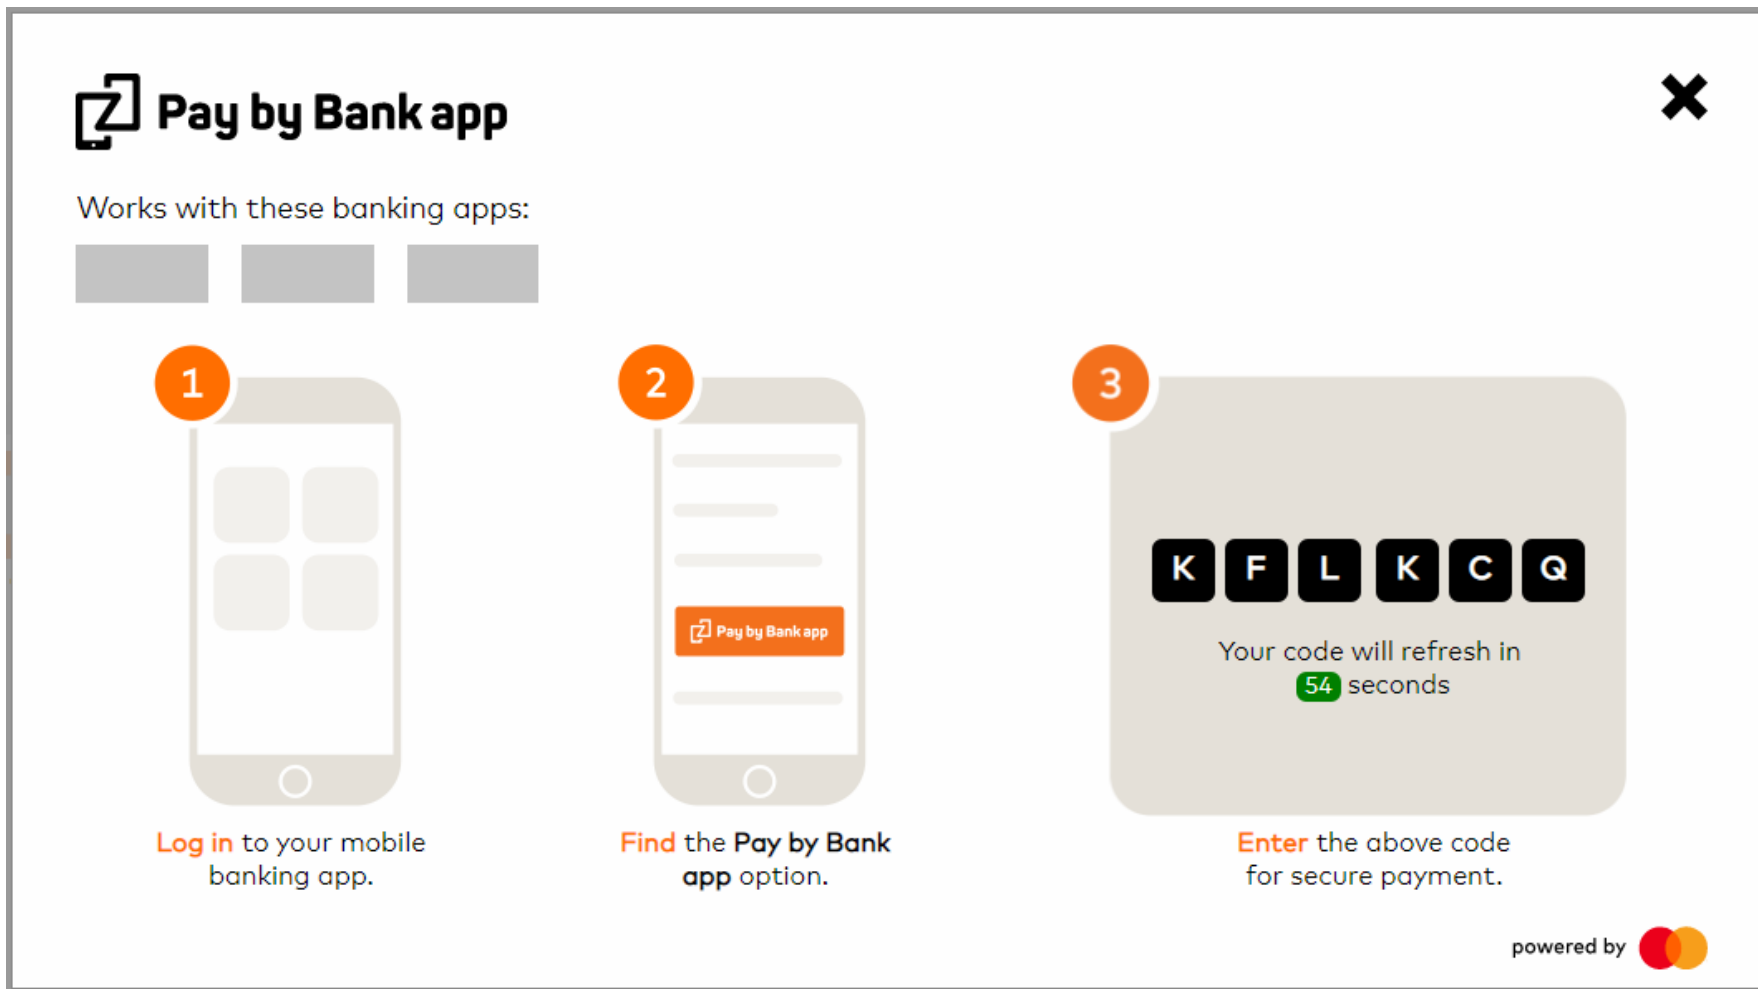 Pay by Bank app
Works with these banking apps:
1
2
3
Pay by Bank app
K F L K C Q
Your code will refresh in
54 seconds
Log in to your mobile
banking app.
Find the Pay by Bank
app option.
Enter the above code
for secure payment.
powered by